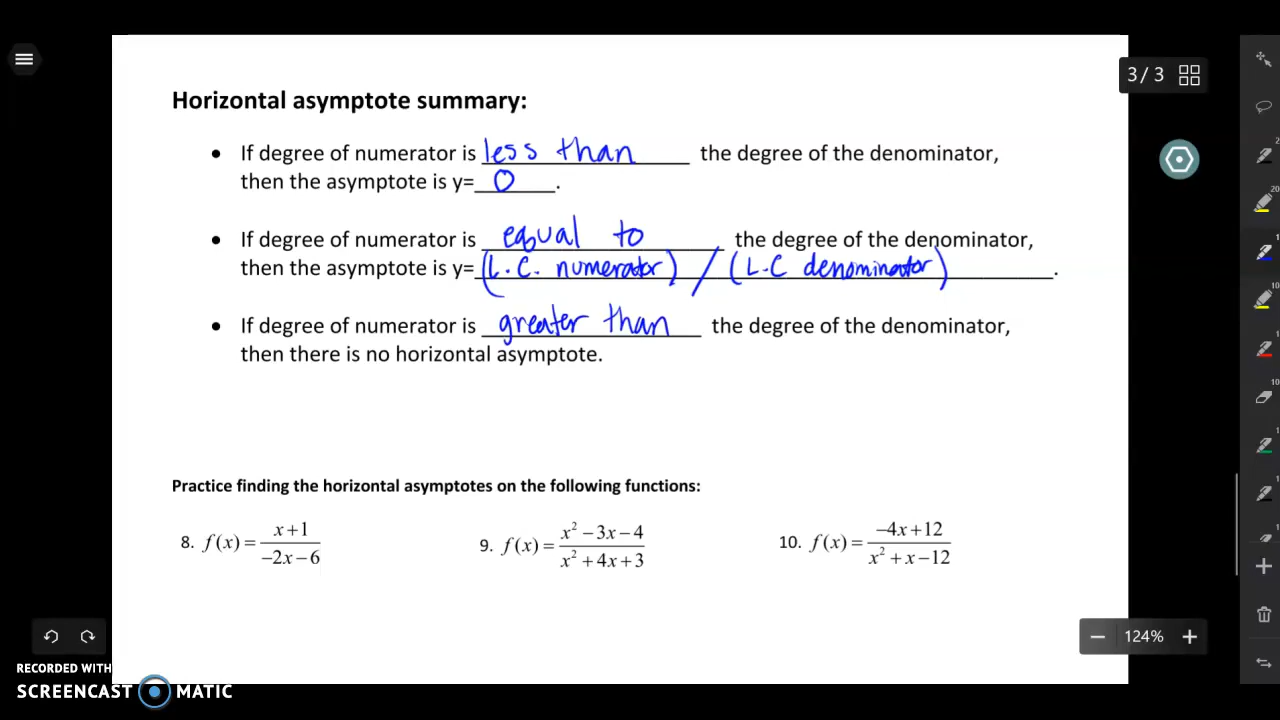 3 / 3
Horizontal asymptote summary:
• If degree of numerator is less than the degree of the denominator,
then the asymptote is y= 0 .
• If degree of numerator is equal to the degree of the denominator,
then the asymptote is y= (L.C. numerator) / (L.C denominator) .
• If degree of numerator is greater than the degree of the denominator,
then there is no horizontal asymptote.
Practice finding the horizontal asymptotes on the following functions:
8. f(x) = (x+1)/(−2x−6)
9. f(x) = (x² −3x−4)/(x² +4x+3)
10. f(x) = (−4x+12)/(x² +x−12)
124%
RECORDED WITH
SCREENCAST MATIC